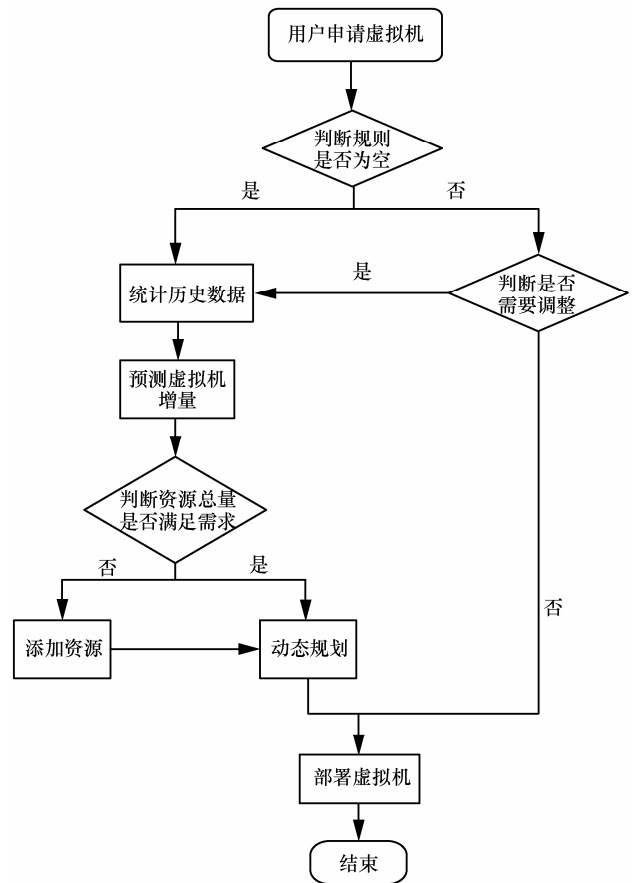 用户申请虚拟机
判断规则
是否为空
是
否
判断是否
需要调整
是
统计历史数据
预测虚拟机
增量
判断资源总量
是否满足需求
否
是
否
添加资源
动态规划
部署虚拟机
结束